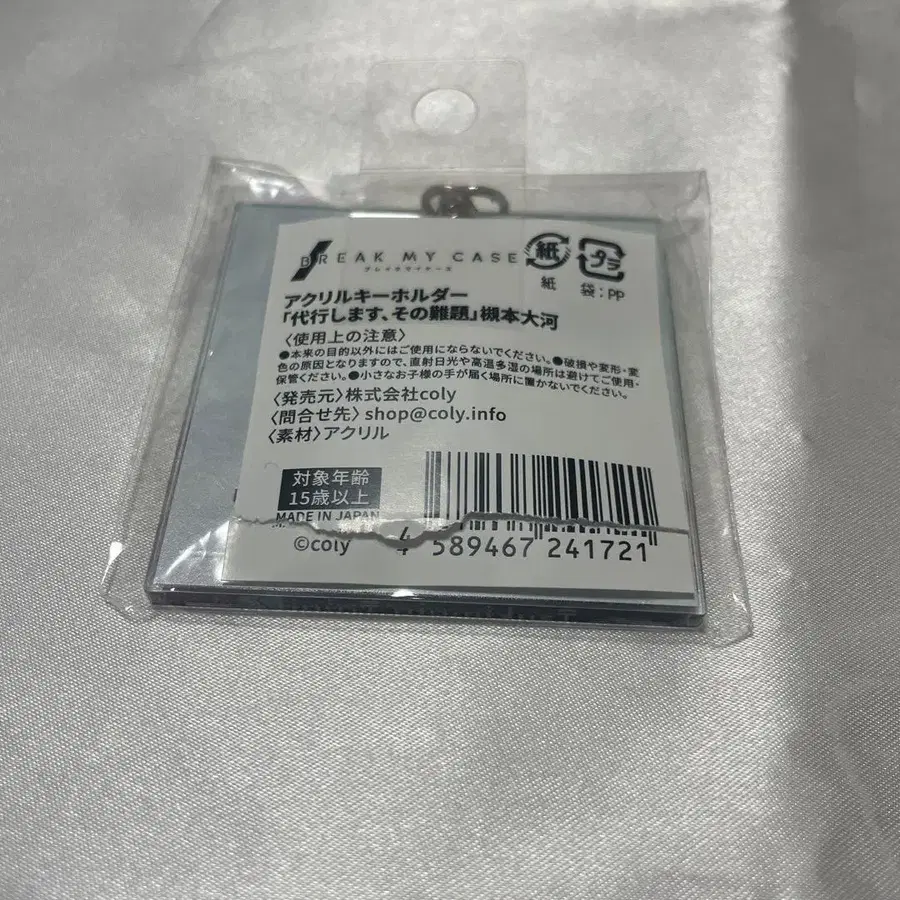 BREAK MY CASE
ブレイクマイケース
紙
プラ
紙 袋:PP
アクリルキーホルダー
「代行します、その難題」槻本大河
〈使用上の注意〉
●本来の目的以外にはご使用にならないでください。●破損や変形・変
色の原因となりますので、直射日光や高温多湿の場所は避けてご使用・
保管ください。●小さなお子様の手が届く場所に置かないでください。
〈発売元〉株式会社coly
〈問合せ先〉shop@coly.info
〈素材〉アクリル
対象年齢
15歳以上
MADE IN JAPAN
©coly
4 589467 241721